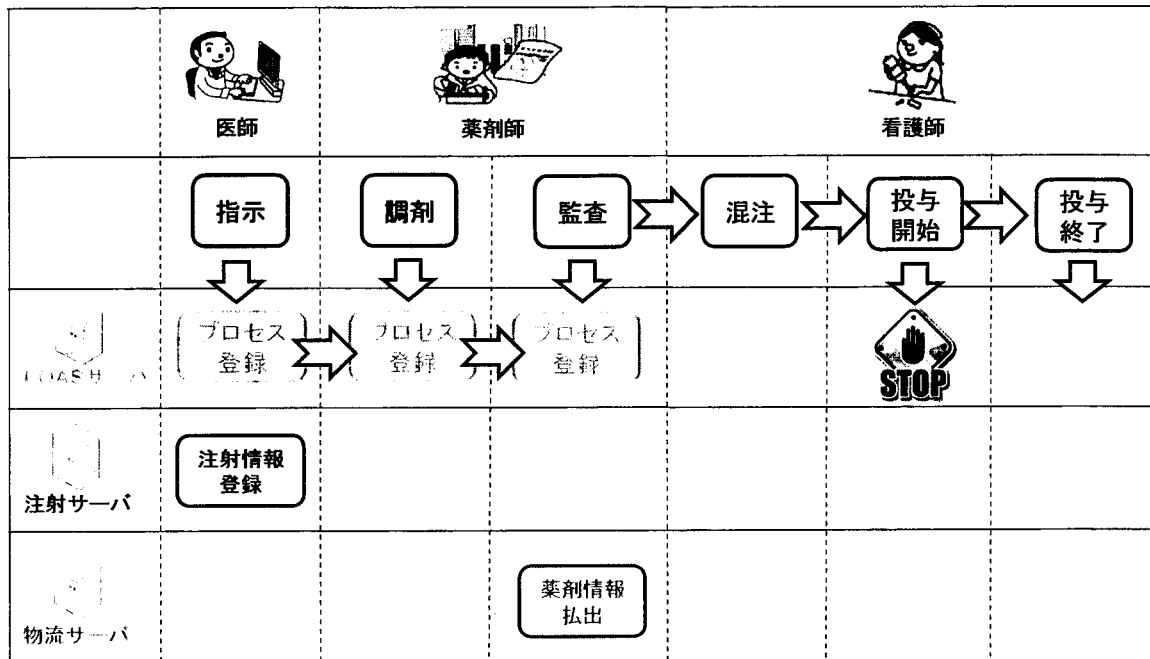 医師
薬剤師
看護師
指示
調剤
監査
混注
投与
開始
投与
終了
プロセス
登録
プロセス
登録
プロセス
登録
STOP
サーバ
注射情報
登録
注射サーバ
薬剤情報
払出
物流サーバ